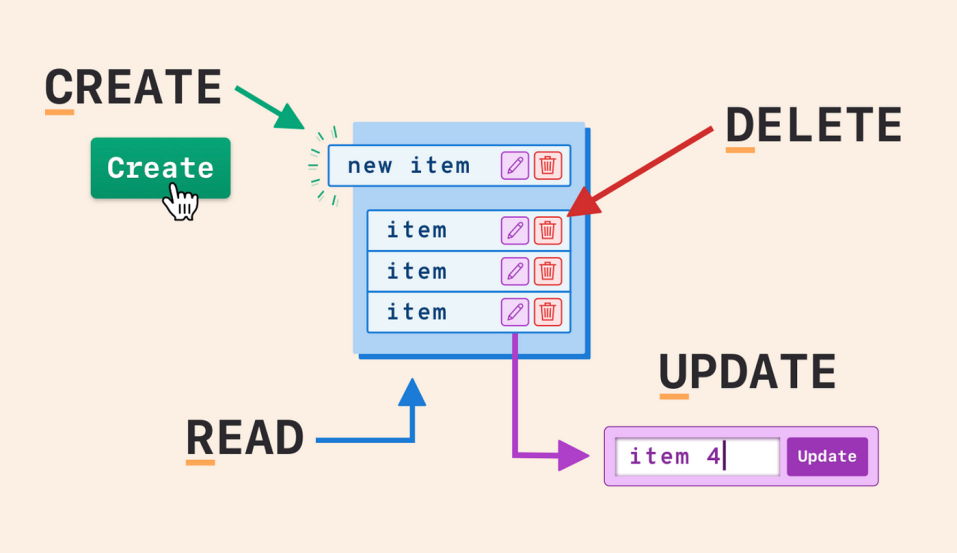 CREATE
Create
new item
item
item
item
DELETE
READ
UPDATE
item 4
Update